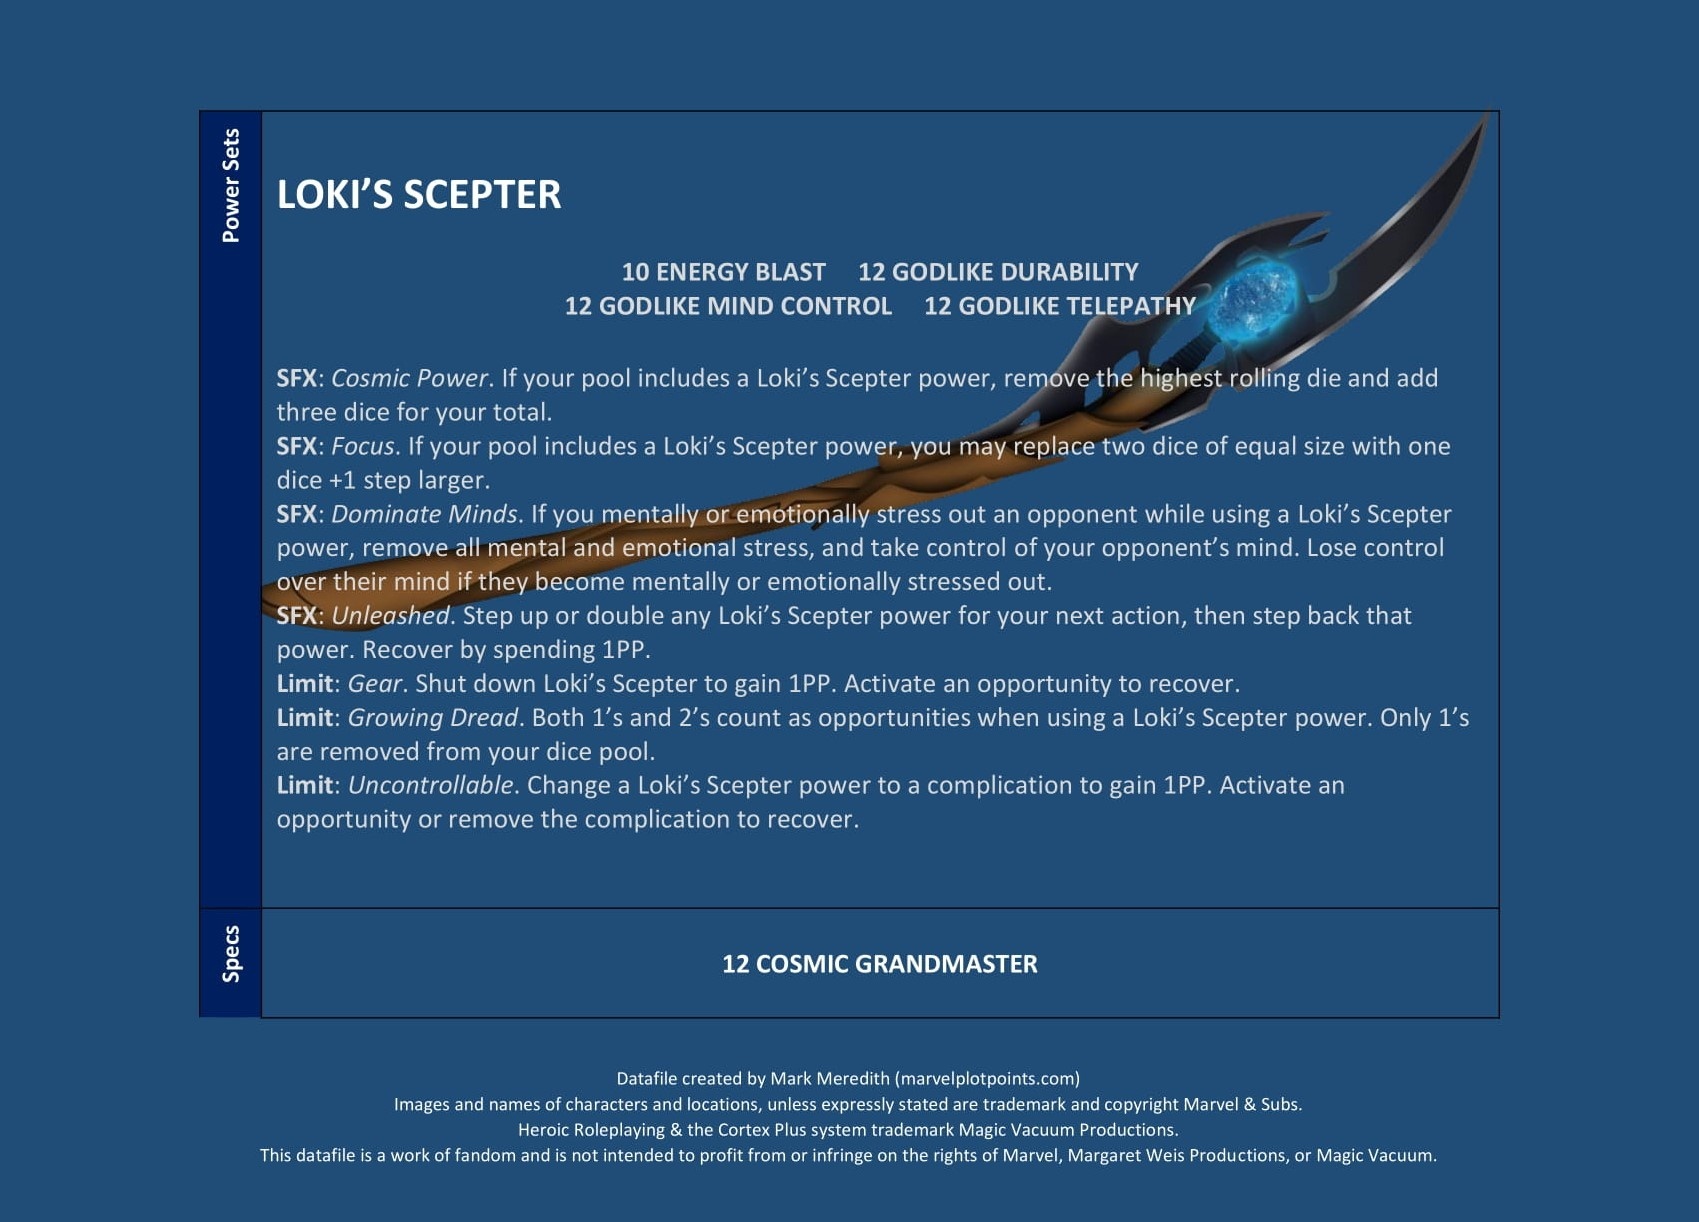 Power Sets
LOKI’S SCEPTER
10 ENERGY BLAST 12 GODLIKE DURABILITY
12 GODLIKE MIND CONTROL 12 GODLIKE TELEPATHY
SFX: Cosmic Power. If your pool includes a Loki’s Scepter power, remove the highest rolling die and add
three dice for your total.
SFX: Focus. If your pool includes a Loki’s Scepter power, you may replace two dice of equal size with one
dice +1 step larger.
SFX: Dominate Minds. If you mentally or emotionally stress out an opponent while using a Loki’s Scepter
power, remove all mental and emotional stress, and take control of your opponent’s mind. Lose control
over their mind if they become mentally or emotionally stressed out.
SFX: Unleashed. Step up or double any Loki’s Scepter power for your next action, then step back that
power. Recover by spending 1PP.
Limit: Gear. Shut down Loki’s Scepter to gain 1PP. Activate an opportunity to recover.
Limit: Growing Dread. Both 1’s and 2’s count as opportunities when using a Loki’s Scepter power. Only 1’s
are removed from your dice pool.
Limit: Uncontrollable. Change a Loki’s Scepter power to a complication to gain 1PP. Activate an
opportunity or remove the complication to recover.
Specs
12 COSMIC GRANDMASTER
Datafile created by Mark Meredith (marvelplotpoints.com)
Images and names of characters and locations, unless expressly stated are trademark and copyright Marvel & Subs.
Heroic Roleplaying & the Cortex Plus system trademark Magic Vacuum Productions.
This datafile is a work of fandom and is not intended to profit from or infringe on the rights of Marvel, Margaret Weis Productions, or Magic Vacuum.